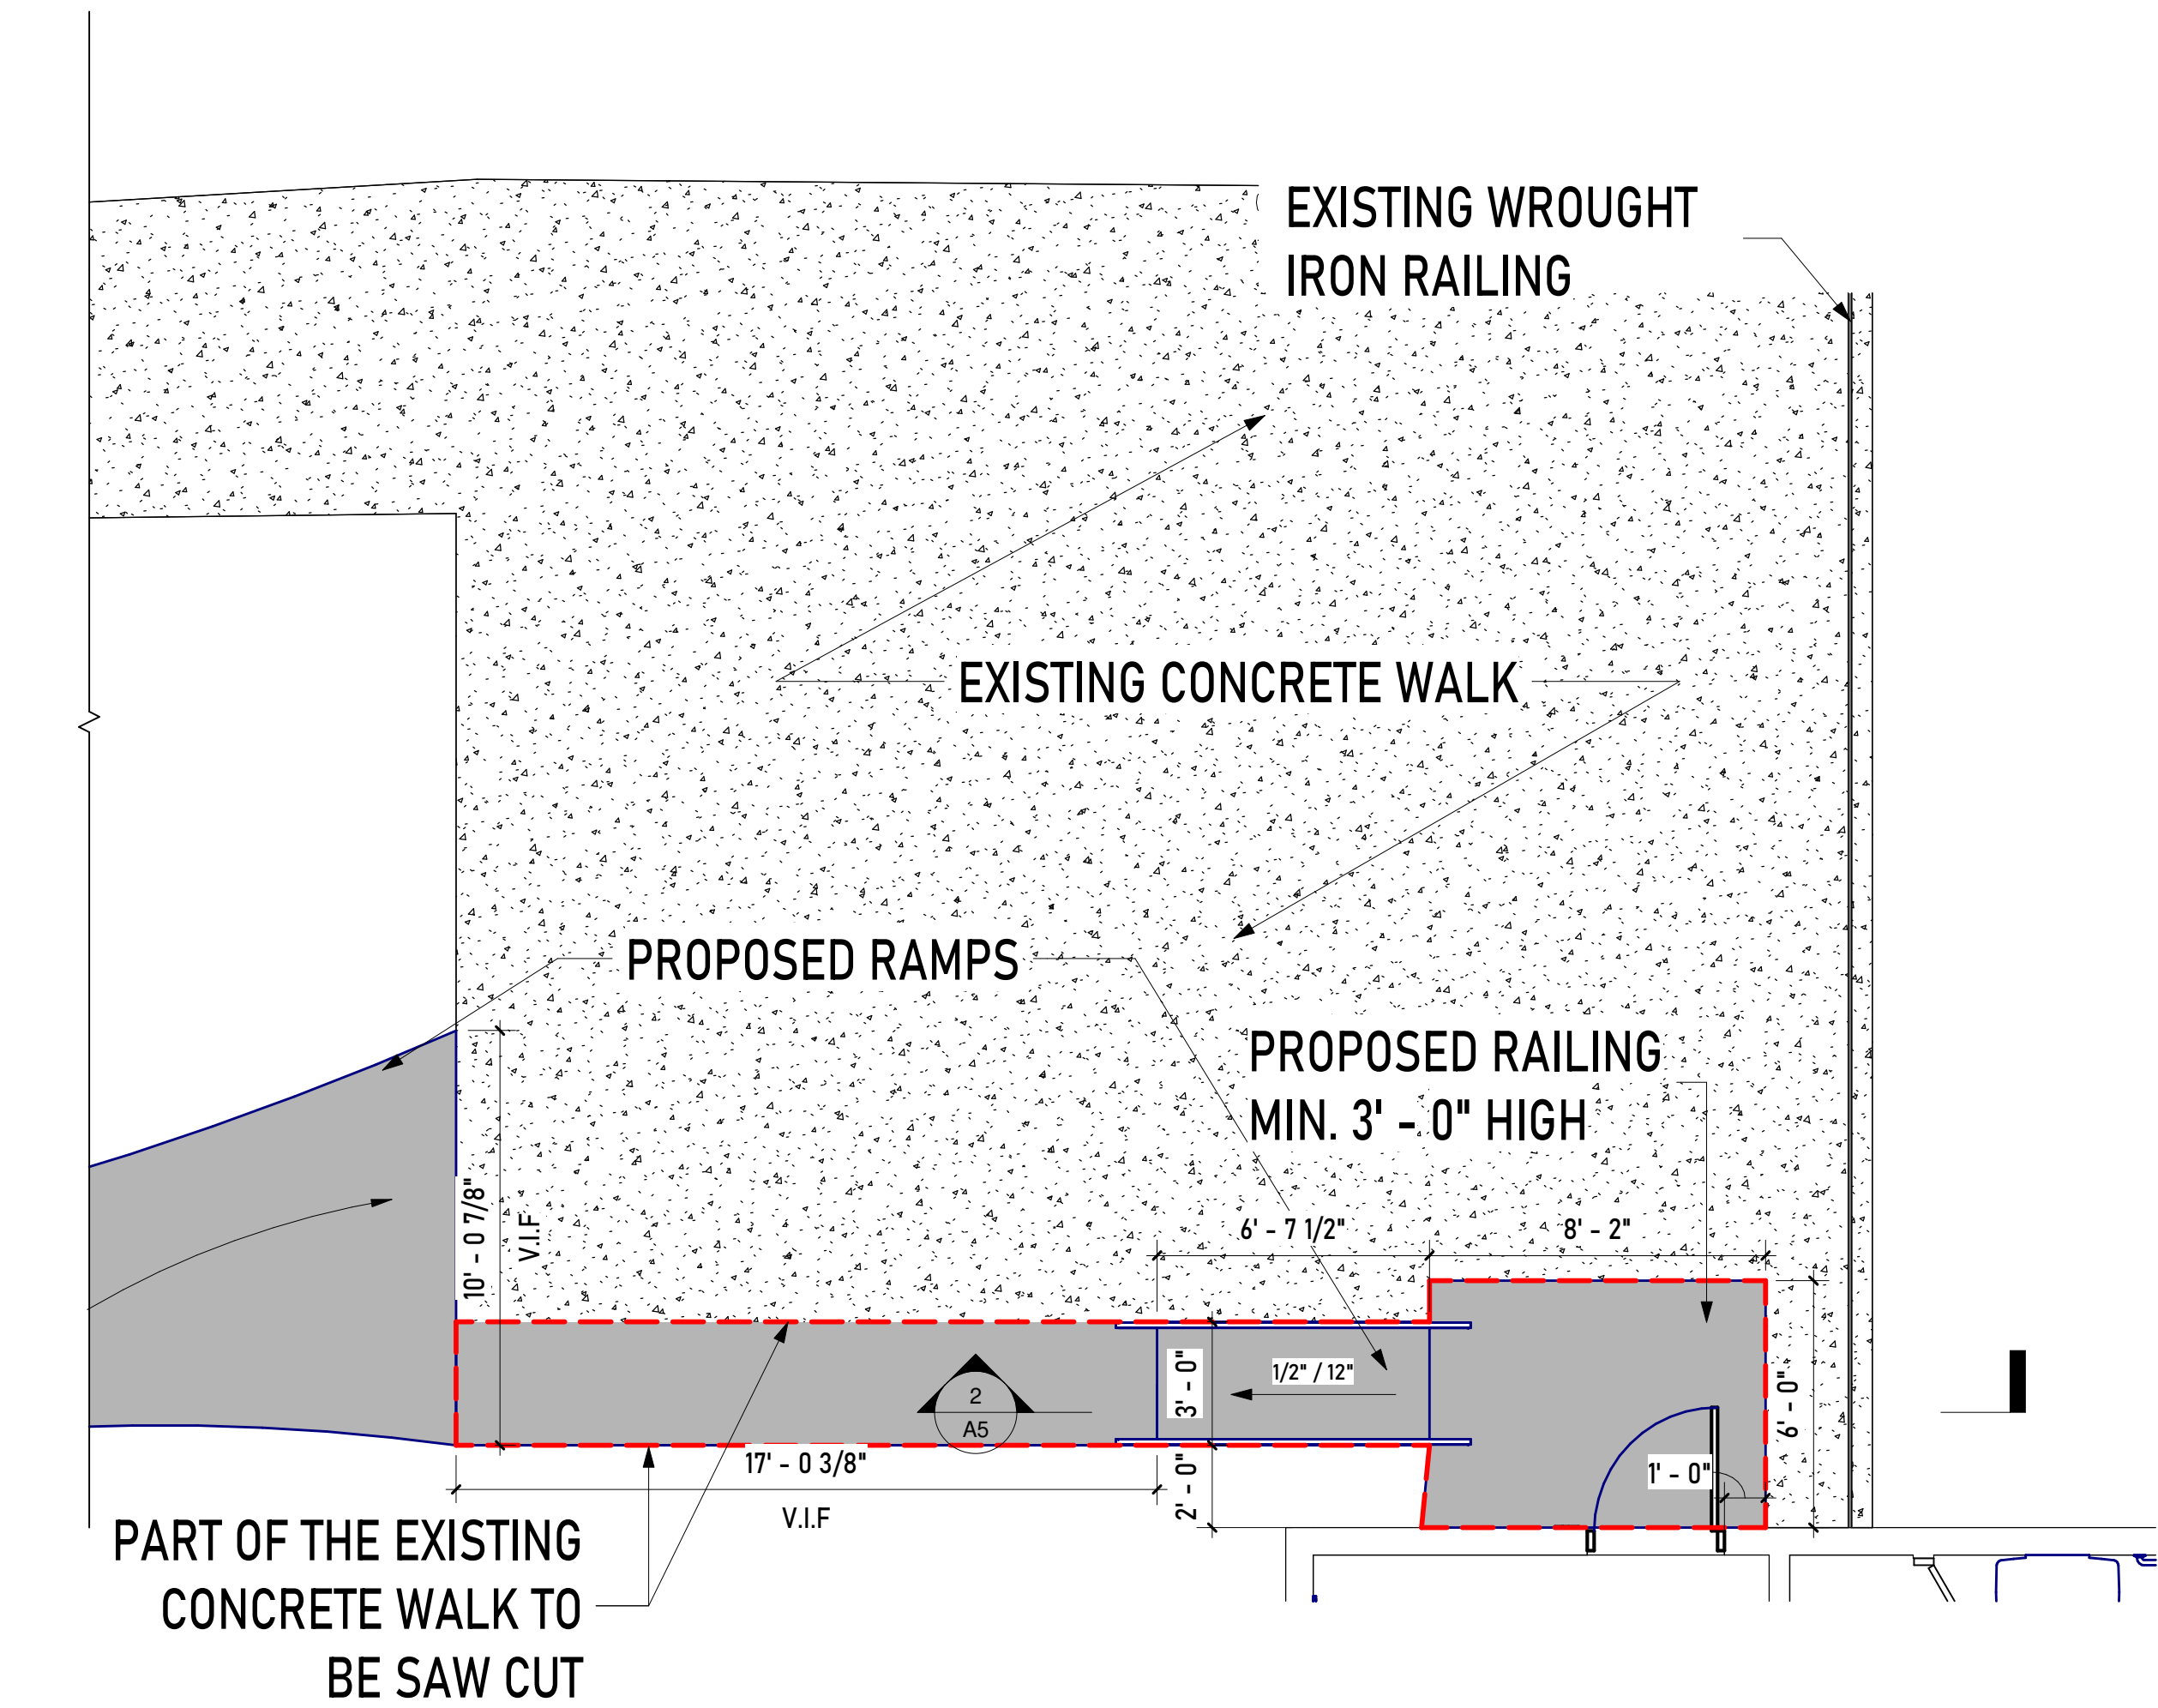 EXISTING WROUGHT
IRON RAILING
EXISTING CONCRETE WALK
PROPOSED RAMPS
PROPOSED RAILING
MIN. 3' - 0" HIGH
10' - 0 7/8"
V.I.F
6' - 7 1/2"
8' - 2"
3' - 0"
1/2" / 12"
6' - 0"
2
A5
17' - 0 3/8"
V.I.F
2' - 0"
1' - 0"
PART OF THE EXISTING
CONCRETE WALK TO
BE SAW CUT